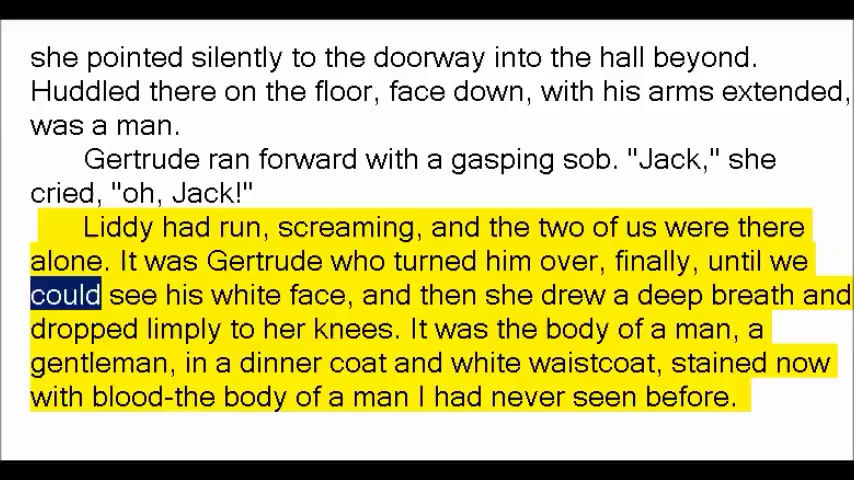 she pointed silently to the doorway into the hall beyond.
Huddled there on the floor, face down, with his arms extended,
was a man.
Gertrude ran forward with a gasping sob. "Jack," she
cried, "oh, Jack!"
Liddy had run, screaming, and the two of us were there
alone. It was Gertrude who turned him over, finally, until we
could see his white face, and then she drew a deep breath and
dropped limply to her knees. It was the body of a man, a
gentleman, in a dinner coat and white waistcoat, stained now
with blood-the body of a man I had never seen before.